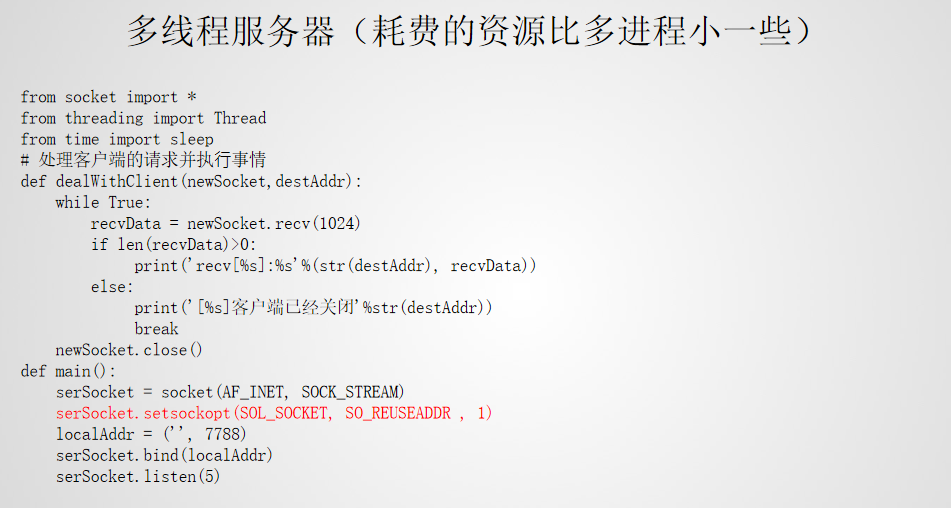 多线程服务器（耗费的资源比多进程小一些）
from socket import *
from threading import Thread
from time import sleep
# 处理客户端的请求并执行事情
def dealWithClient(newSocket,destAddr):
    while True:
        recvData = newSocket.recv(1024)
        if len(recvData)>0:
            print('recv[%s]:%s'%(str(destAddr), recvData))
        else:
            print('[%s]客户端已经关闭'%str(destAddr))
            break
    newSocket.close()
def main():
    serSocket = socket(AF_INET, SOCK_STREAM)
    serSocket.setsockopt(SOL_SOCKET, SO_REUSEADDR , 1)
    localAddr = ('', 7788)
    serSocket.bind(localAddr)
    serSocket.listen(5)